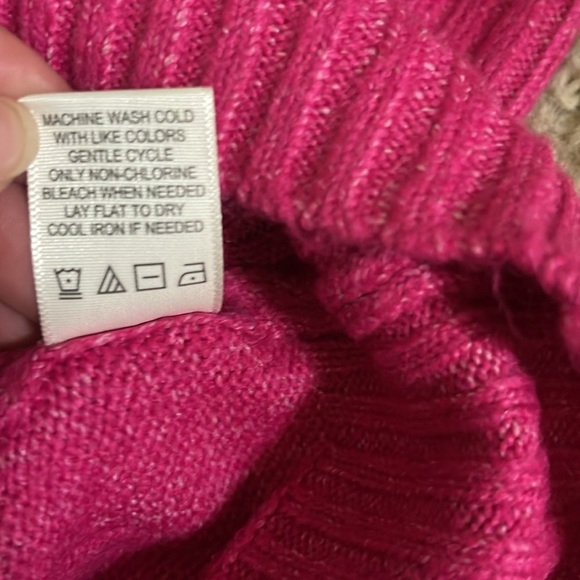 MACHINE WASH COLD
WITH LIKE COLORS
GENTLE CYCLE
ONLY NON-CHLORINE
BLEACH WHEN NEEDED
LAY FLAT TO DRY
COOL IRON IF NEEDED